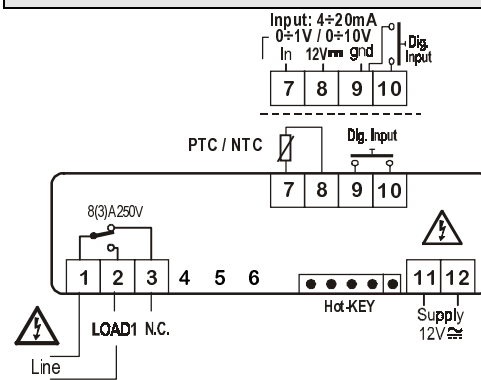 Input: 4÷20mA
0÷1V / 0÷10V
In 12V⎓ gnd
Dig.
Input
7 8 9 10
PTC / NTC
Dig. Input
7 8 9 10
8(3)A250V
1 2 3 4 5 6
11 12
Hot-KEY
LOAD1 N.C.
Supply
12V≂
Line